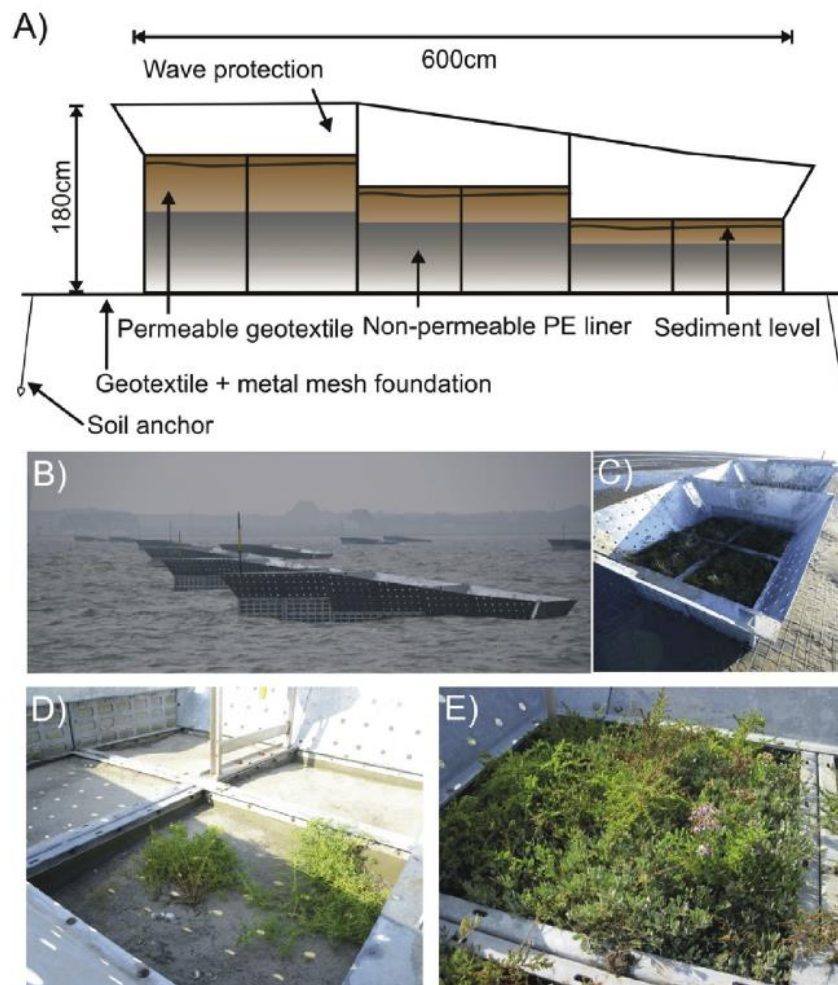 A)
600cm
Wave protection
180cm
Permeable geotextile
Non-permeable PE liner
Sediment level
Geotextile + metal mesh foundation
Soil anchor
B)
C)
D)
E)